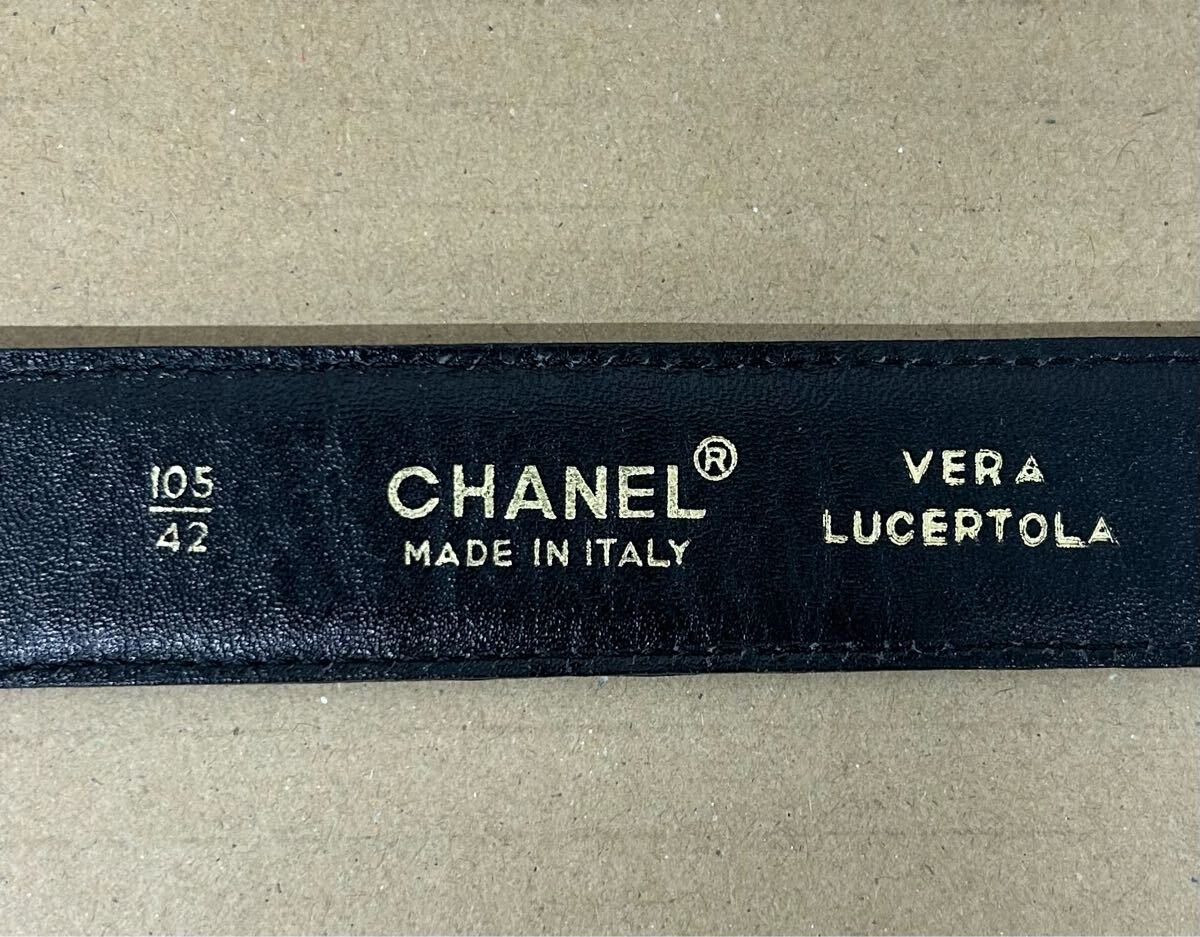 105
42
CHANEL®
MADE IN ITALY
VERA
LUCERTOLA